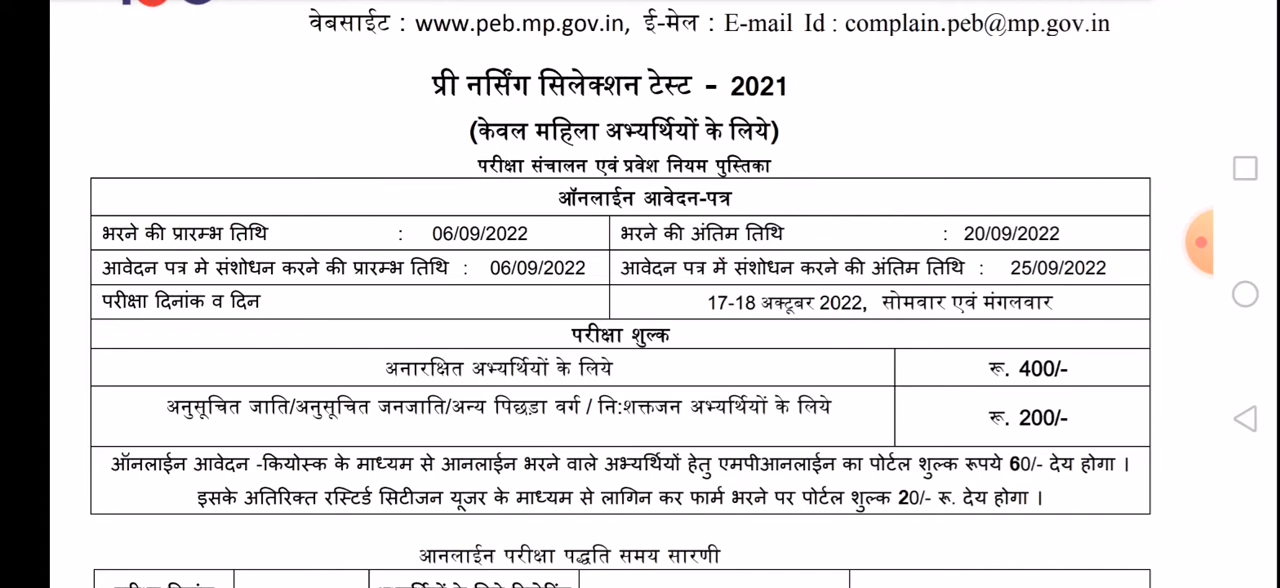 वेबसाईट : www.peb.mp.gov.in, ई-मेल : E-mail Id : complain.peb@mp.gov.in
प्री नर्सिंग सिलेक्शन टेस्ट - 2021
(केवल महिला अभ्यर्थियों के लिये)
परीक्षा संचालन एवं प्रवेश नियम पुस्तिका
ऑनलाईन आवेदन-पत्र
भरने की प्रारम्भ तिथि : 06/09/2022 भरने की अंतिम तिथि : 20/09/2022
आवेदन पत्र मे संशोधन करने की प्रारम्भ तिथि : 06/09/2022 आवेदन पत्र में संशोधन करने की अंतिम तिथि : 25/09/2022
परीक्षा दिनांक व दिन 17-18 अक्टूबर 2022, सोमवार एवं मंगलवार
परीक्षा शुल्क
अनारक्षित अभ्यर्थियों के लिये रू. 400/-
अनुसूचित जाति/अनुसूचित जनजाति/अन्य पिछड़ा वर्ग / नि:शक्तजन अभ्यर्थियों के लिये रू. 200/-
ऑनलाईन आवेदन -कियोस्क के माध्यम से आनलाईन भरने वाले अभ्यर्थियों हेतु एमपीआनलाईन का पोर्टल शुल्क रूपये 60/- देय होगा ।
इसके अतिरिक्त रस्टिर्ड सिटीजन यूजर के माध्यम से लागिन कर फार्म भरने पर पोर्टल शुल्क 20/- रू. देय होगा ।
आनलाईन परीक्षा पद्धति समय सारणी